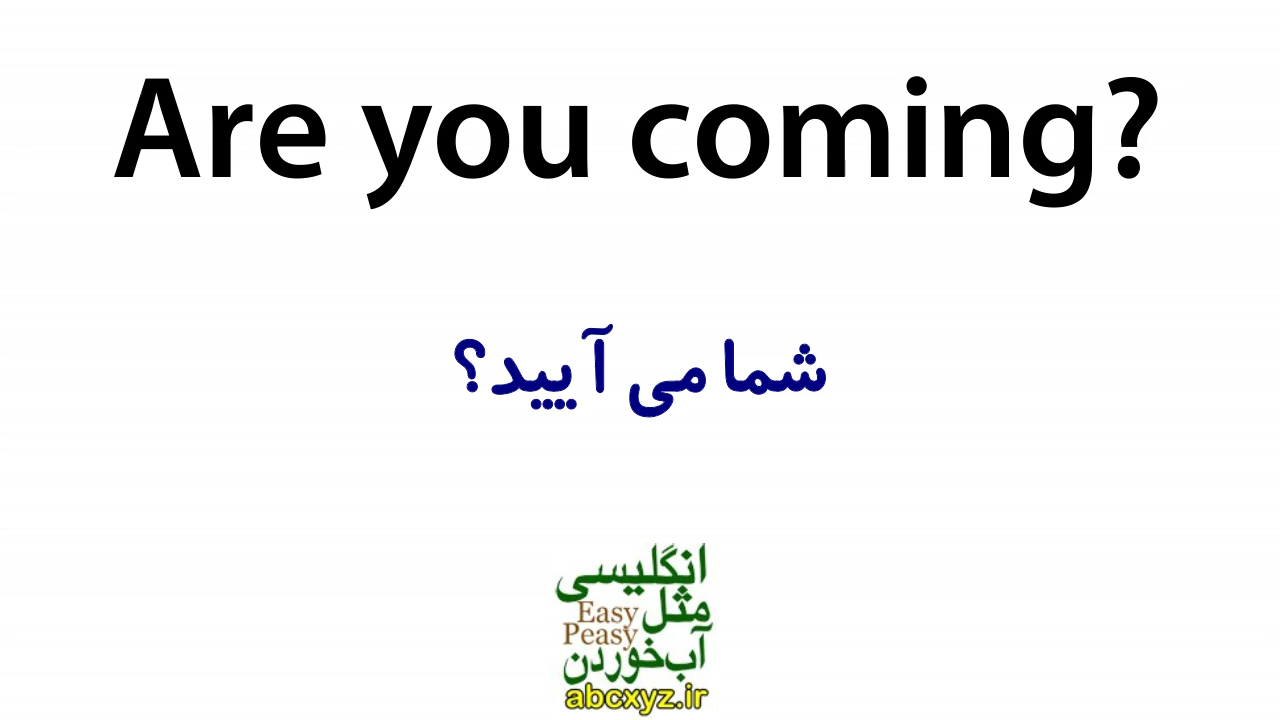 Are you coming?
شما می آیید؟
انگلیسی
مثل
Easy
Peasy
آب‌خوردن
abcxyz.ir